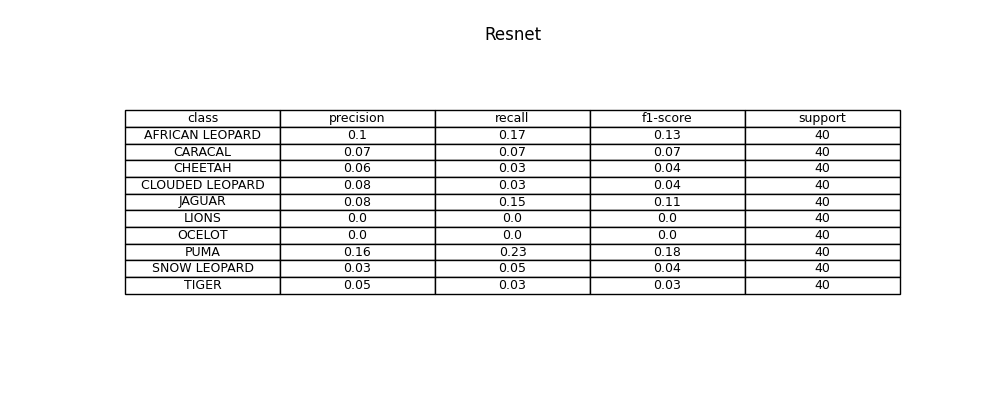 Resnet
class precision recall f1-score support
AFRICAN LEOPARD 0.1 0.17 0.13 40
CARACAL 0.07 0.07 0.07 40
CHEETAH 0.06 0.03 0.04 40
CLOUDED LEOPARD 0.08 0.03 0.04 40
JAGUAR 0.08 0.15 0.11 40
LIONS 0.0 0.0 0.0 40
OCELOT 0.0 0.0 0.0 40
PUMA 0.16 0.23 0.18 40
SNOW LEOPARD 0.03 0.05 0.04 40
TIGER 0.05 0.03 0.03 40